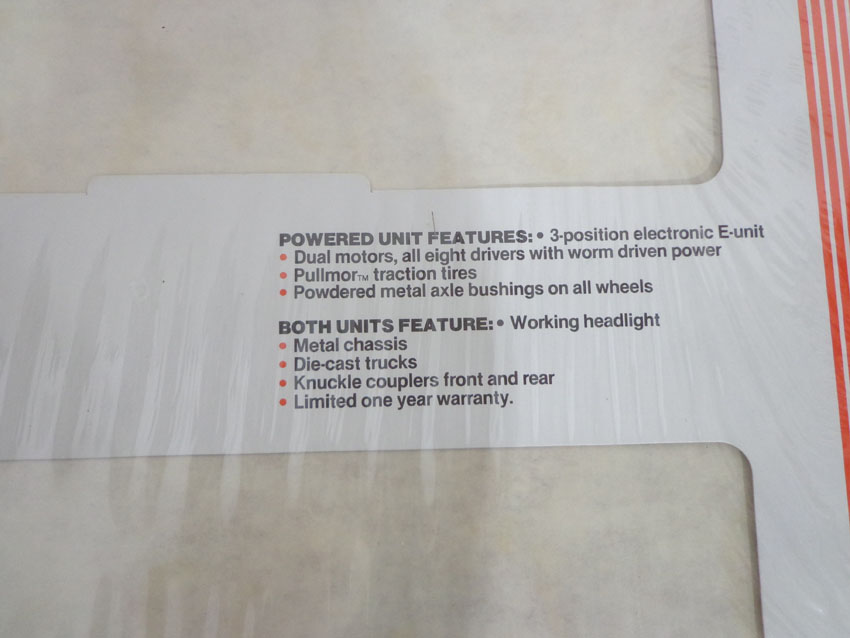 POWERED UNIT FEATURES: • 3-position electronic E-unit
• Dual motors, all eight drivers with worm driven power
• Pullmor™ traction tires
• Powdered metal axle bushings on all wheels
BOTH UNITS FEATURE: • Working headlight
• Metal chassis
• Die-cast trucks
• Knuckle couplers front and rear
• Limited one year warranty.